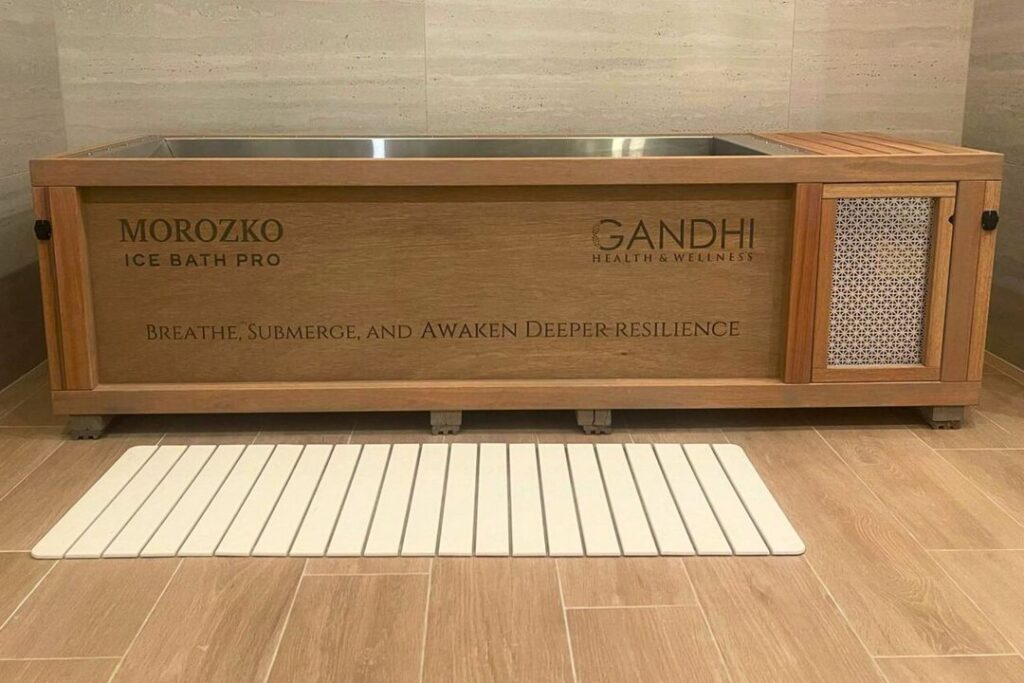 MOROZKO
ICE BATH PRO
GANDHI
HEALTH & WELLNESS
BREATHE, SUBMERGE, AND AWAKEN DEEPER RESILIENCE